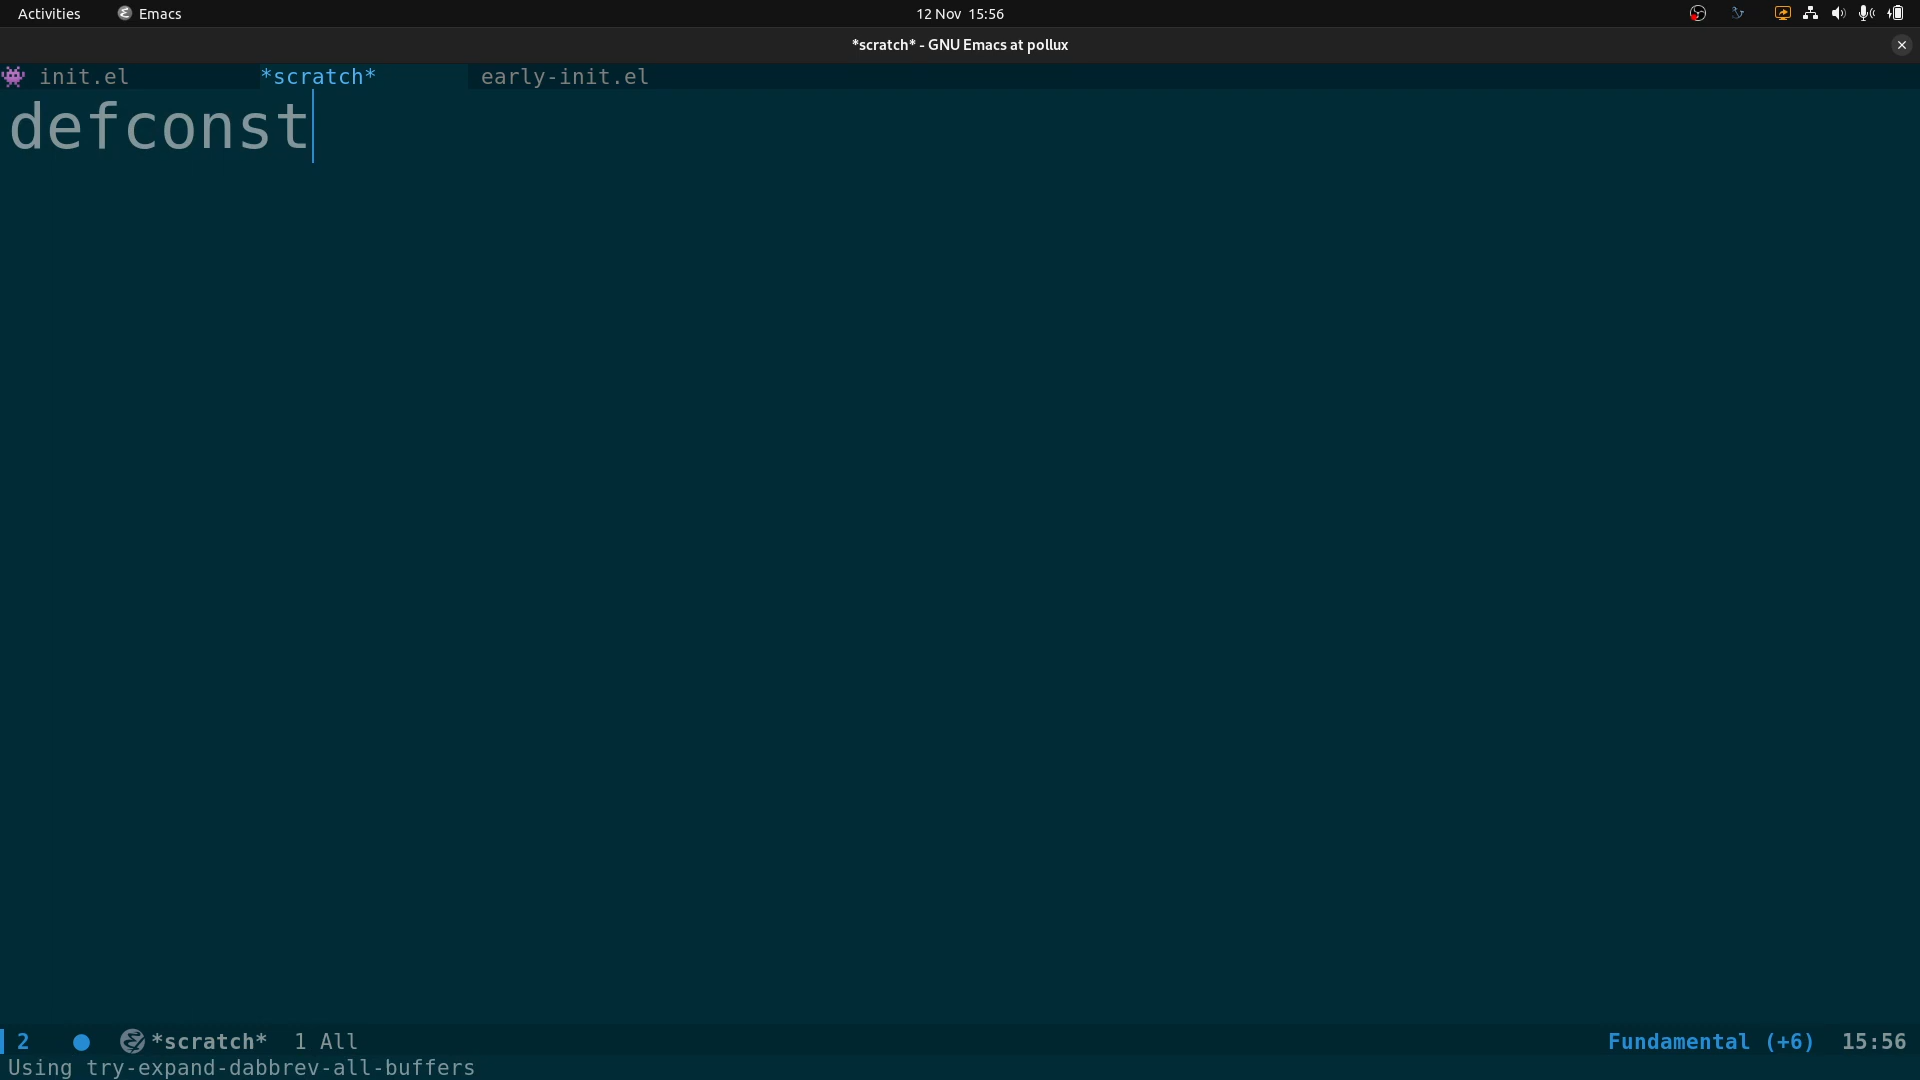 Activities Emacs 12 Nov 15:56
*scratch* - GNU Emacs at pollux
init.el *scratch* early-init.el
defconst
2 *scratch* 1 All Fundamental (+6) 15:56
Using try-expand-dabbrev-all-buffers